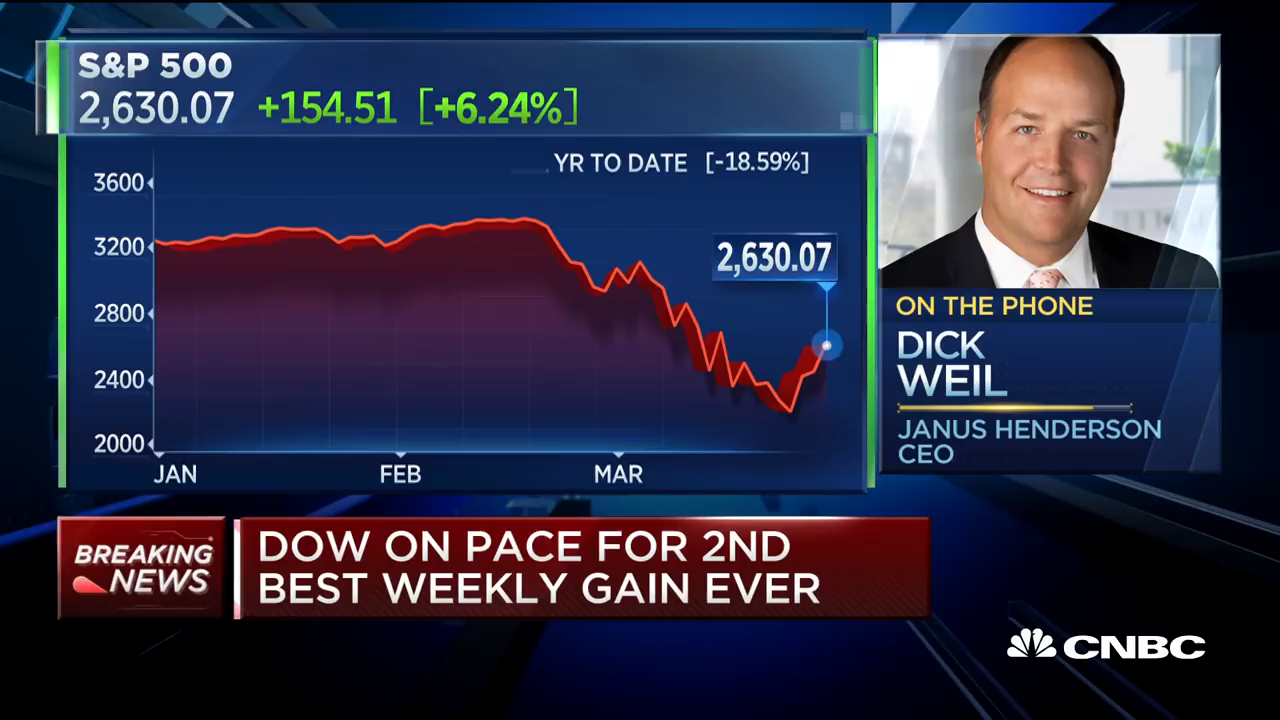 S&P 500
2,630.07 +154.51 [+6.24%]
YR TO DATE [-18.59%]
3600
3200
2800
2400
2000
2,630.07
JAN FEB MAR
ON THE PHONE
DICK
WEIL
JANUS HENDERSON
CEO
BREAKING
NEWS
DOW ON PACE FOR 2ND
BEST WEEKLY GAIN EVER
CNBC